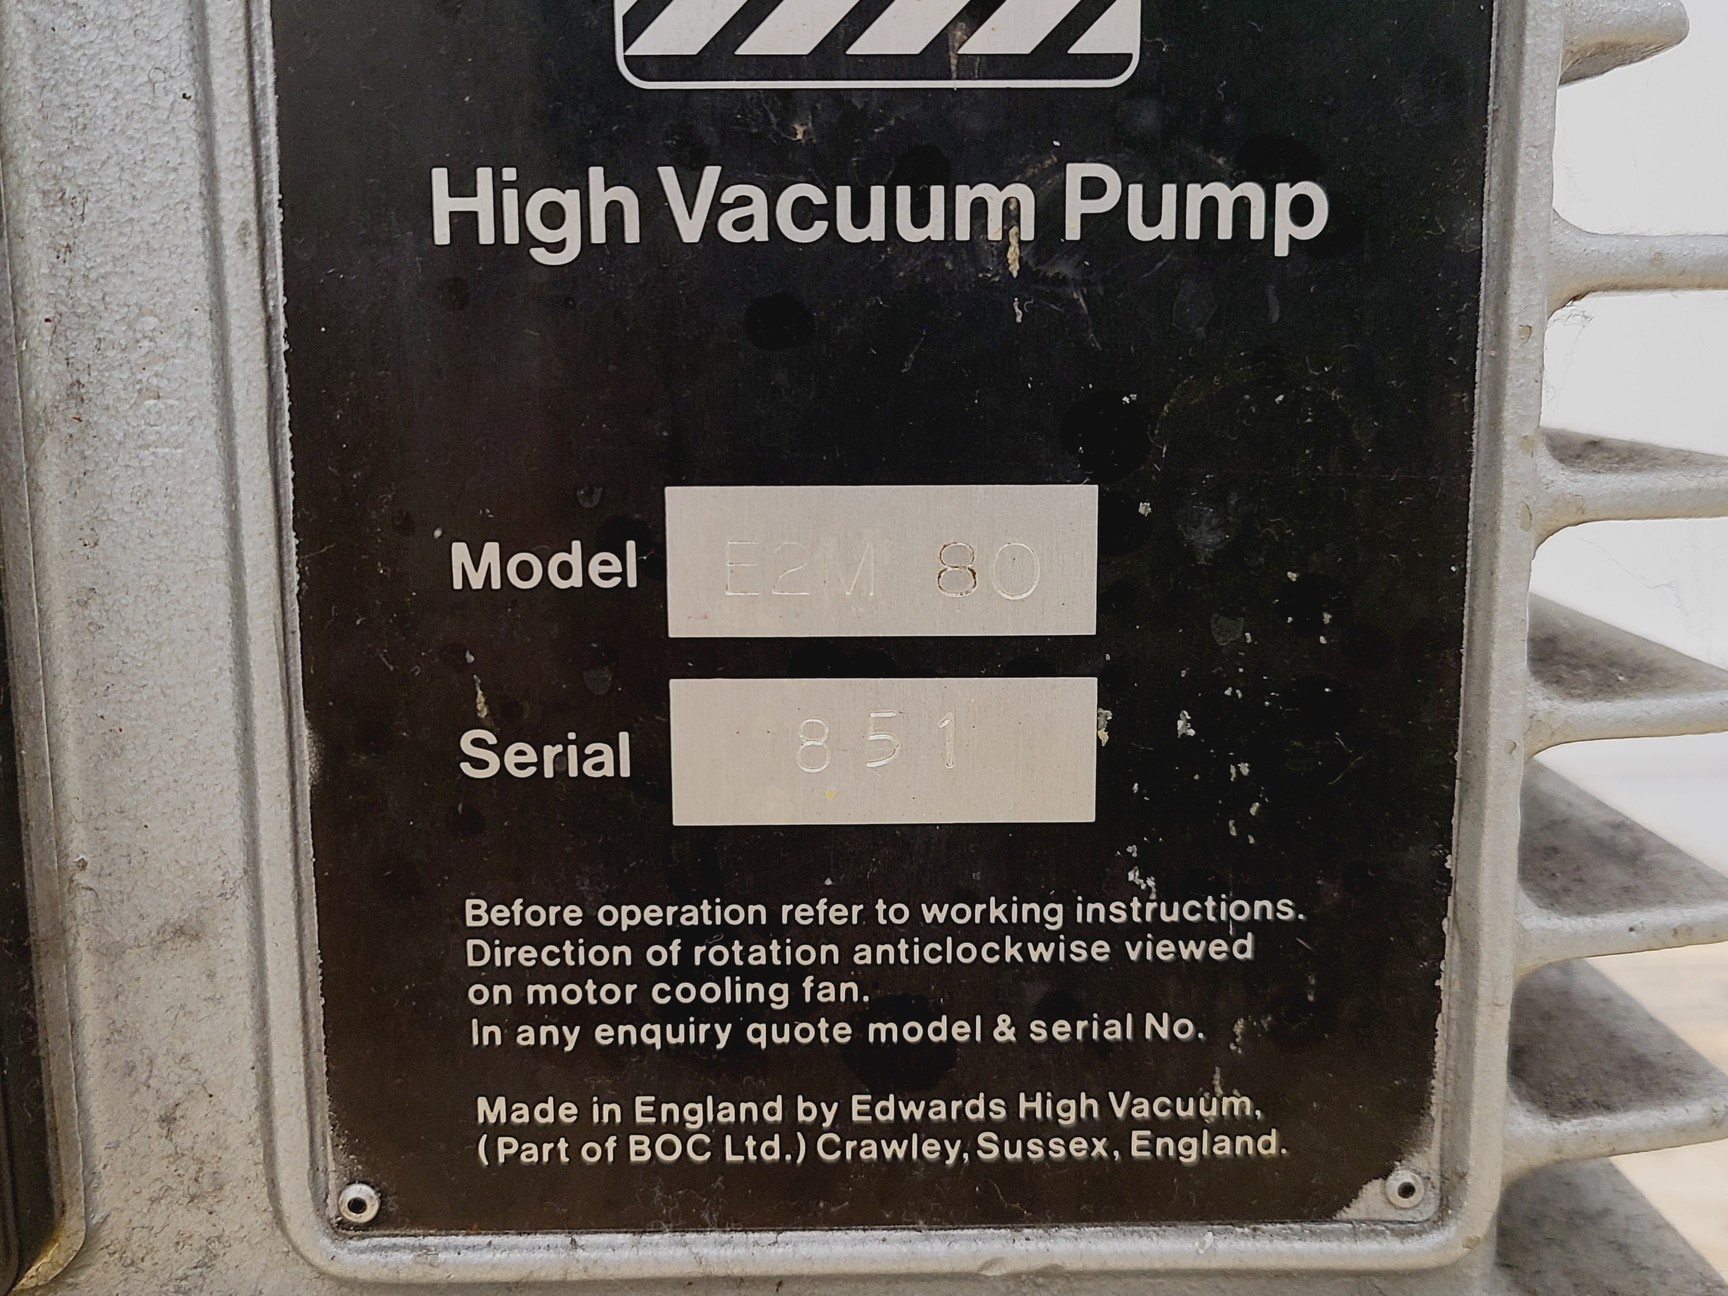 High Vacuum Pump
Model E2M 80
Serial 851
Before operation refer to working instructions.
Direction of rotation anticlockwise viewed
on motor cooling fan.
In any enquiry quote model & serial No.
Made in England by Edwards High Vacuum,
(Part of BOC Ltd.) Crawley, Sussex, England.